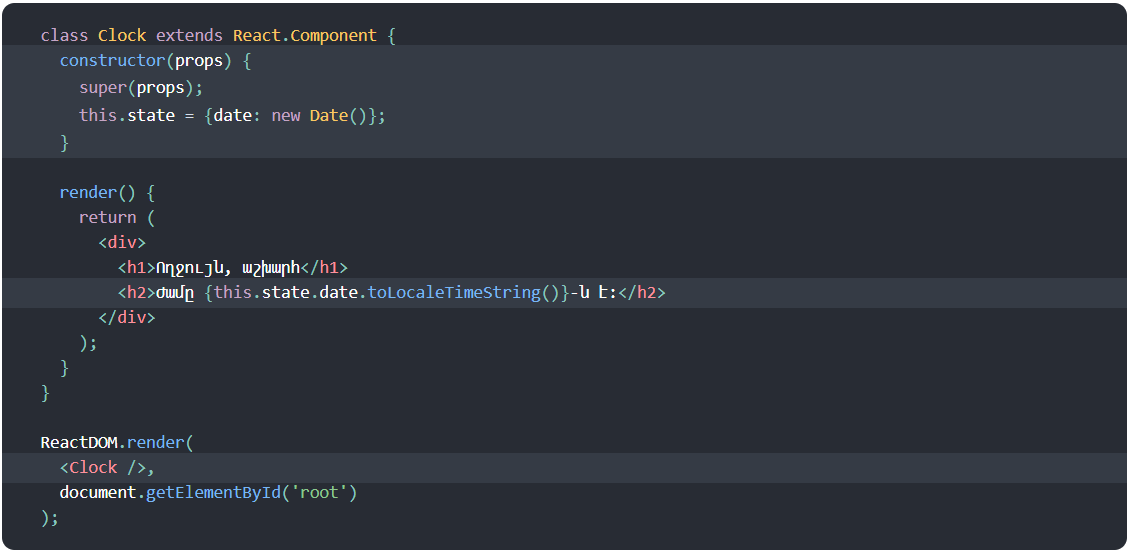 class Clock extends React.Component {
  constructor(props) {
    super(props);
    this.state = {date: new Date()};
  }

  render() {
    return (
      <div>
        <h1>Ողջույն, աշխարհ</h1>
        <h2>Ժամը {this.state.date.toLocaleTimeString()}-ն է:</h2>
      </div>
    );
  }
}

ReactDOM.render(
  <Clock />,
  document.getElementById('root')
);